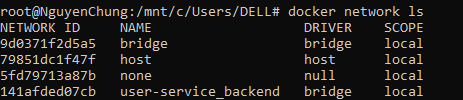 root@NguyenChung:/mnt/c/Users/DELL# docker network ls
NETWORK ID     NAME                   DRIVER    SCOPE
9d0371f2d5a5   bridge                 bridge    local
79851dc1f47f   host                   host      local
5fd79713a87b   none                   null      local
141afded07cb   user-service_backend   bridge    local